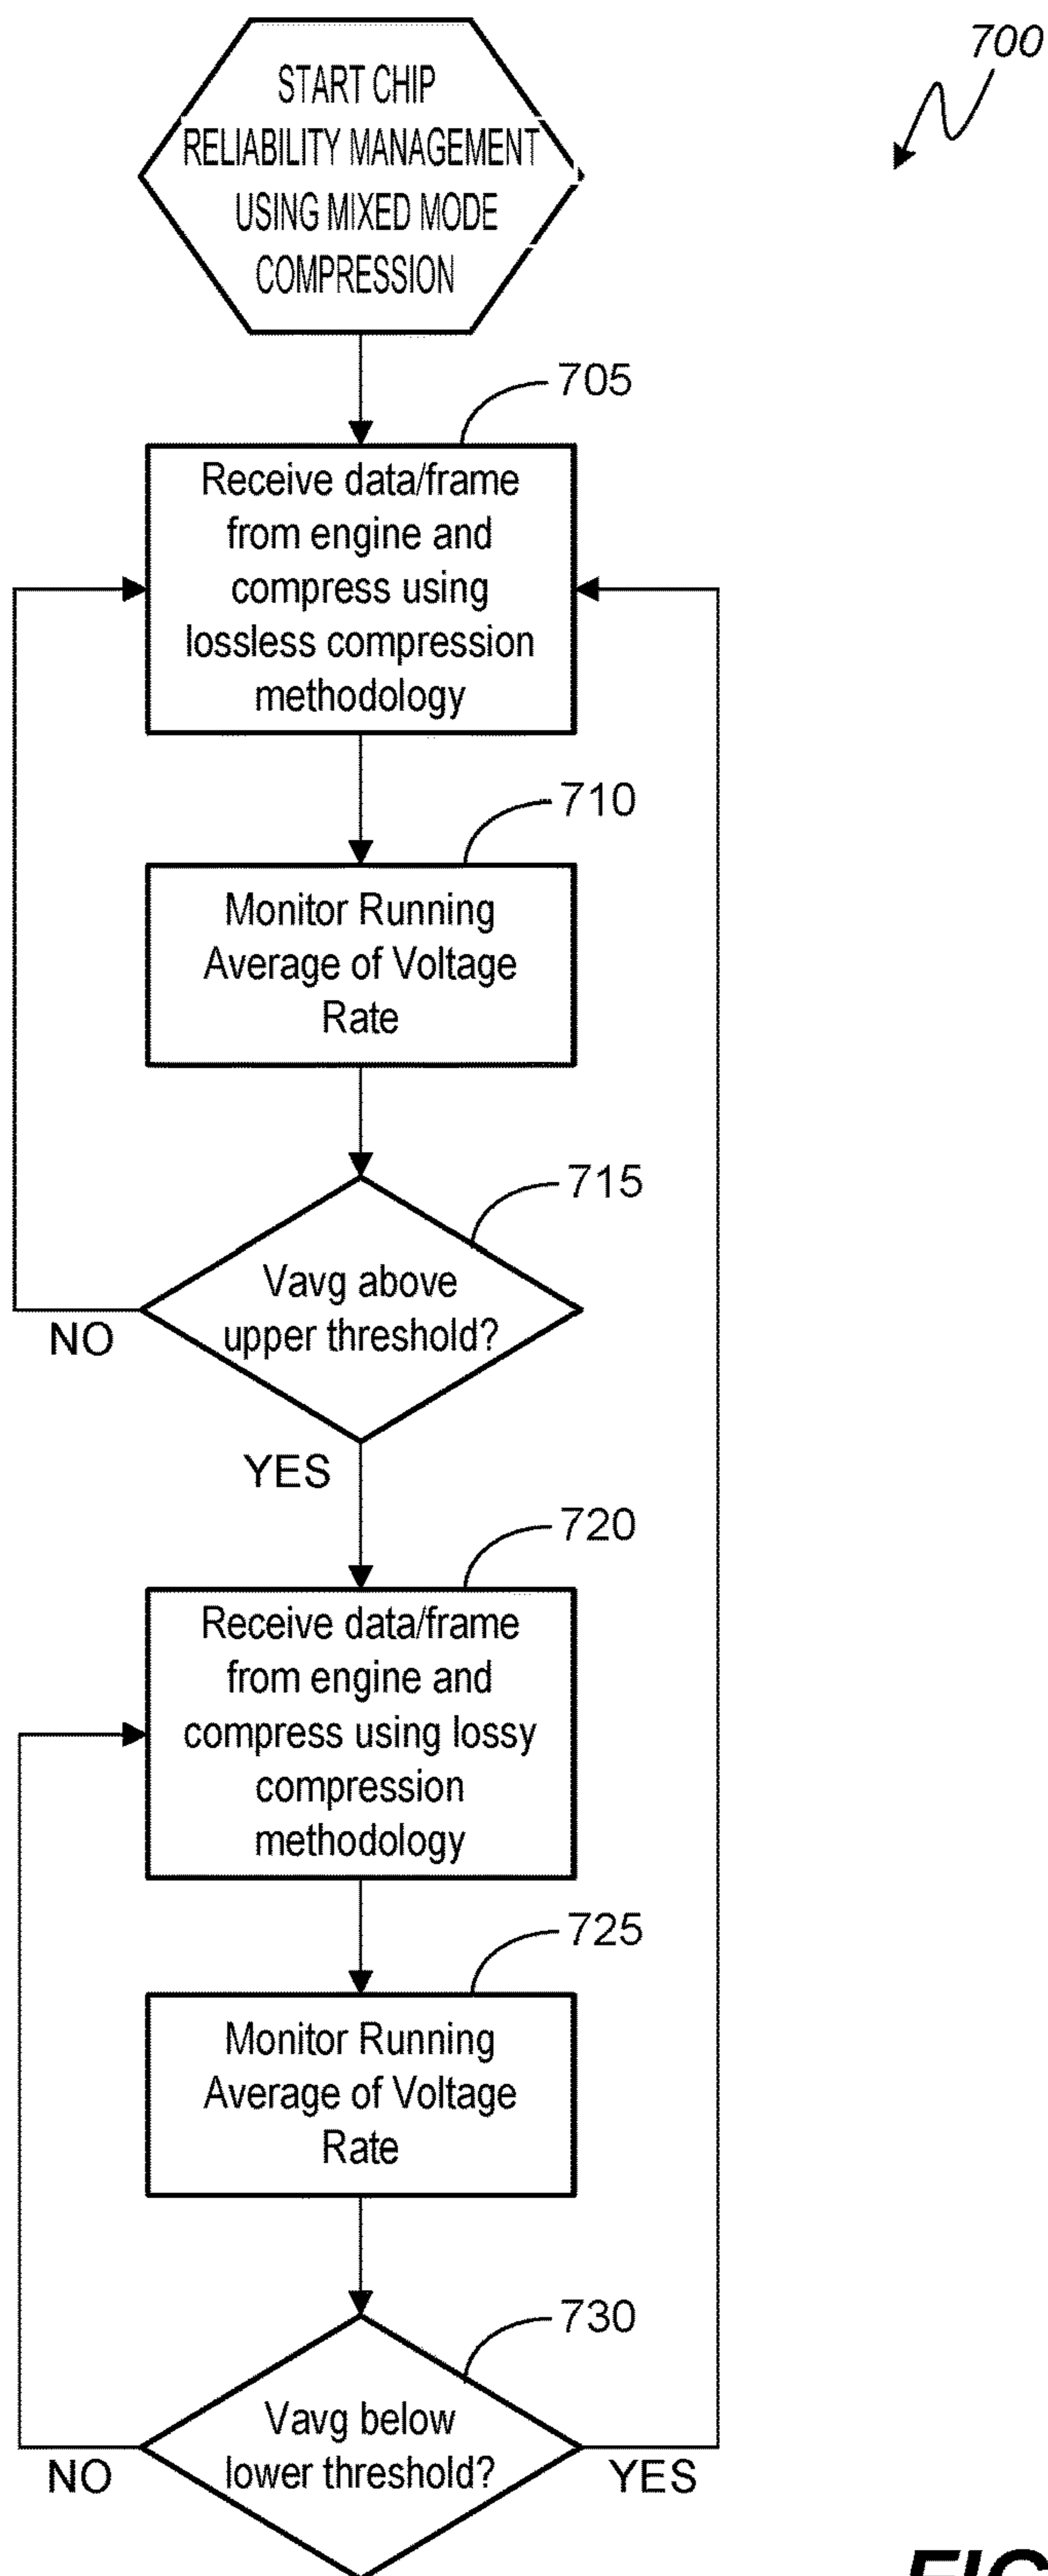 700
START CHIP
RELIABILITY MANAGEMENT
USING MIXED MODE
COMPRESSION
705
Receive data/frame
from engine and
compress using
lossless compression
methodology
710
Monitor Running
Average of Voltage
Rate
715
Vavg above
upper threshold?
NO
YES
720
Receive data/frame
from engine and
compress using lossy
compression
methodology
725
Monitor Running
Average of Voltage
Rate
730
Vavg below
lower threshold?
NO
YES